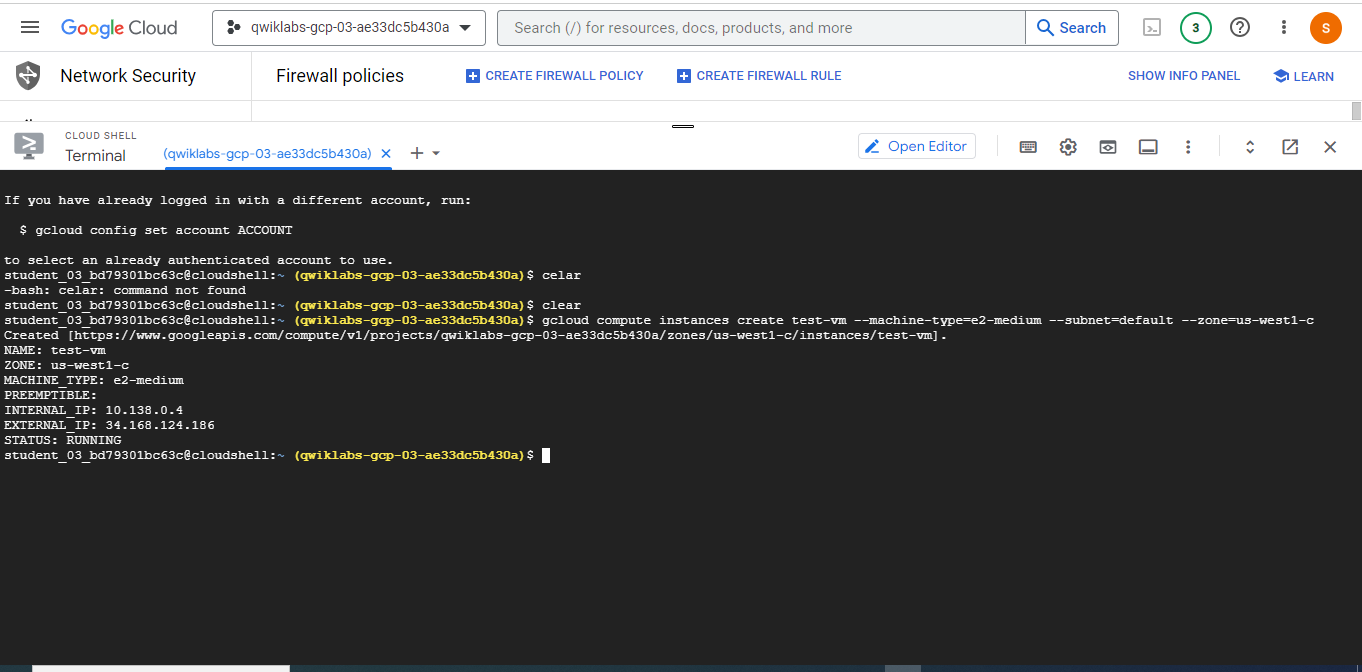 Google Cloud
qwiklabs-gcp-03-ae33dc5b430a
Search (/) for resources, docs, products, and more
Search
3
S
Network Security
Firewall policies
CREATE FIREWALL POLICY
CREATE FIREWALL RULE
SHOW INFO PANEL
LEARN
CLOUD SHELL
Terminal
(qwiklabs-gcp-03-ae33dc5b430a)
Open Editor
If you have already logged in with a different account, run:
$ gcloud config set account ACCOUNT
to select an already authenticated account to use.
student_03_bd79301bc63c@cloudshell:~ (qwiklabs-gcp-03-ae33dc5b430a)$ celar
-bash: celar: command not found
student_03_bd79301bc63c@cloudshell:~ (qwiklabs-gcp-03-ae33dc5b430a)$ clear
student_03_bd79301bc63c@cloudshell:~ (qwiklabs-gcp-03-ae33dc5b430a)$ gcloud compute instances create test-vm --machine-type=e2-medium --subnet=default --zone=us-west1-c
Created [https://www.googleapis.com/compute/v1/projects/qwiklabs-gcp-03-ae33dc5b430a/zones/us-west1-c/instances/test-vm].
NAME: test-vm
ZONE: us-west1-c
MACHINE_TYPE: e2-medium
PREEMPTIBLE:
INTERNAL_IP: 10.138.0.4
EXTERNAL_IP: 34.168.124.186
STATUS: RUNNING
student_03_bd79301bc63c@cloudshell:~ (qwiklabs-gcp-03-ae33dc5b430a)$